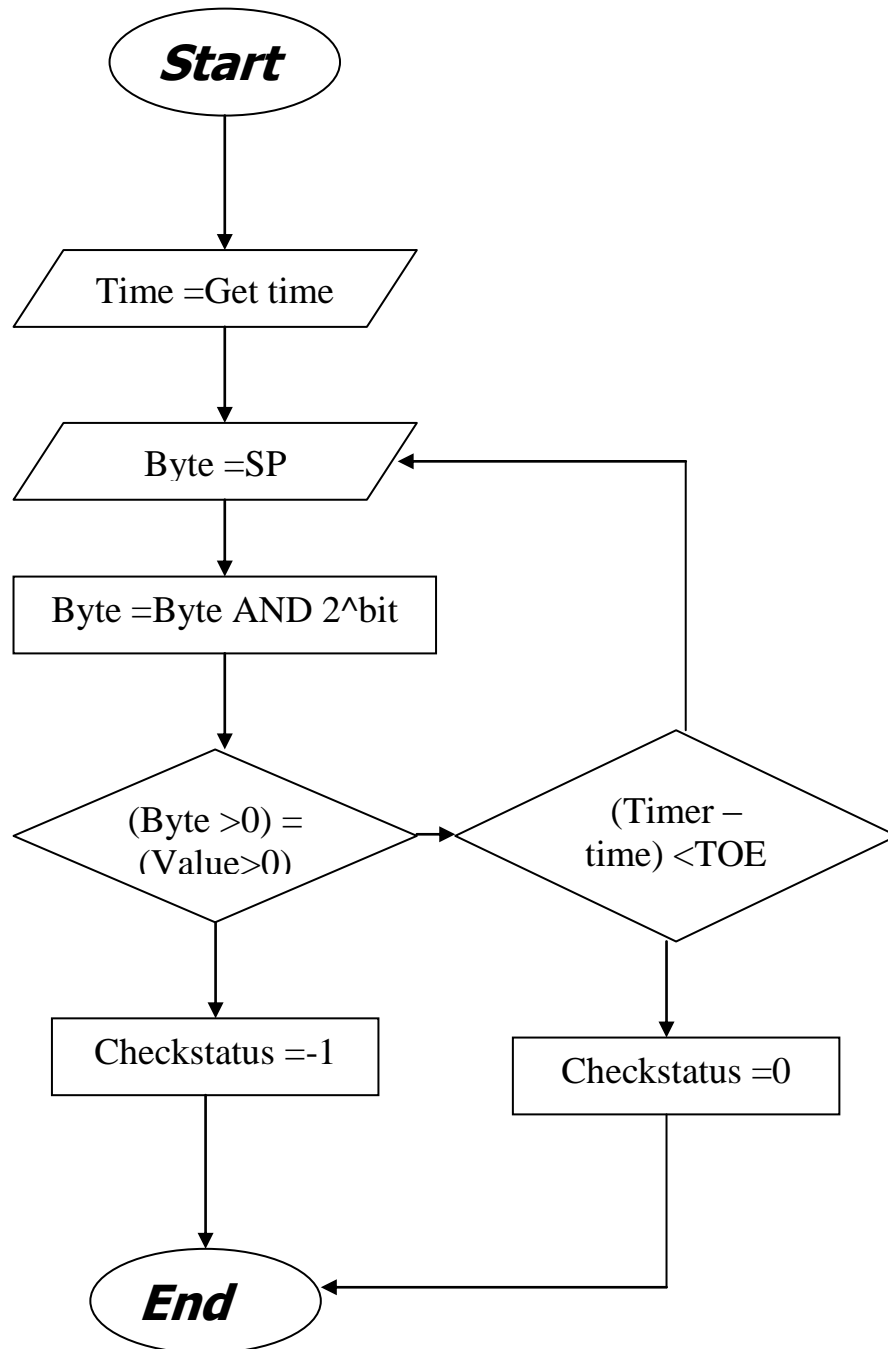 Start
Time =Get time
Byte =SP
Byte =Byte AND 2^bit
(Byte >0) =
(Value>0)
(Timer –
time) <TOE
Checkstatus =-1
Checkstatus =0
End